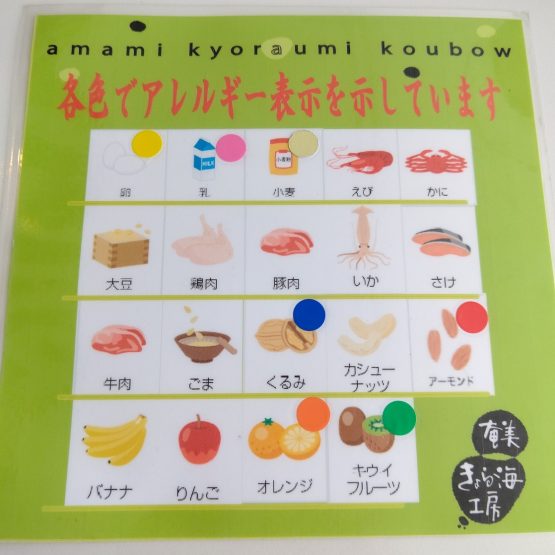 amami kyoraumi koubow
各色でアレルギー表示を示しています
MILK
小麦粉
卵 乳 小麦 えび かに
大豆 鶏肉 豚肉 いか さけ
牛肉 ごま くるみ カシュー
ナッツ アーモンド
バナナ りんご オレンジ キウイ
フルーツ
奄美
きょら海
工房